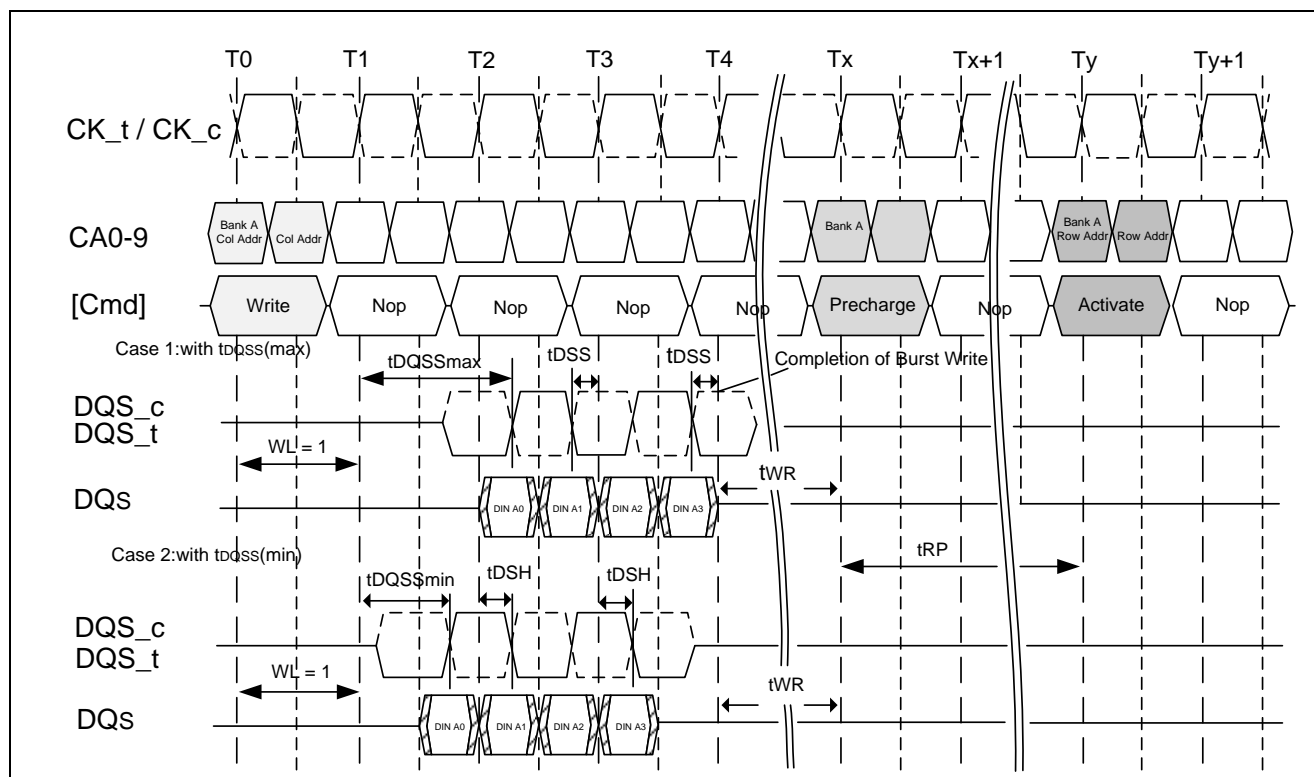 T0 T1 T2 T3 T4 Tx Tx+1 Ty Ty+1
CK_t / CK_c
CA0-9
Bank A
Col Addr
Col Addr
Bank A
Bank A
Row Addr
Row Addr
[Cmd]
Write Nop Nop Nop Nop Precharge Nop Activate Nop
Case 1:with tDQSS(max)
tDQSSmax
tDSS
tDSS
Completion of Burst Write
DQS_c
DQS_t
WL = 1
tWR
DQs
DIN A0 DIN A1 DIN A2 DIN A3
Case 2:with tDQSS(min)
tRP
tDQSSmin
tDSH
tDSH
DQS_c
DQS_t
WL = 1
tWR
DQs
DIN A0 DIN A1 DIN A2 DIN A3